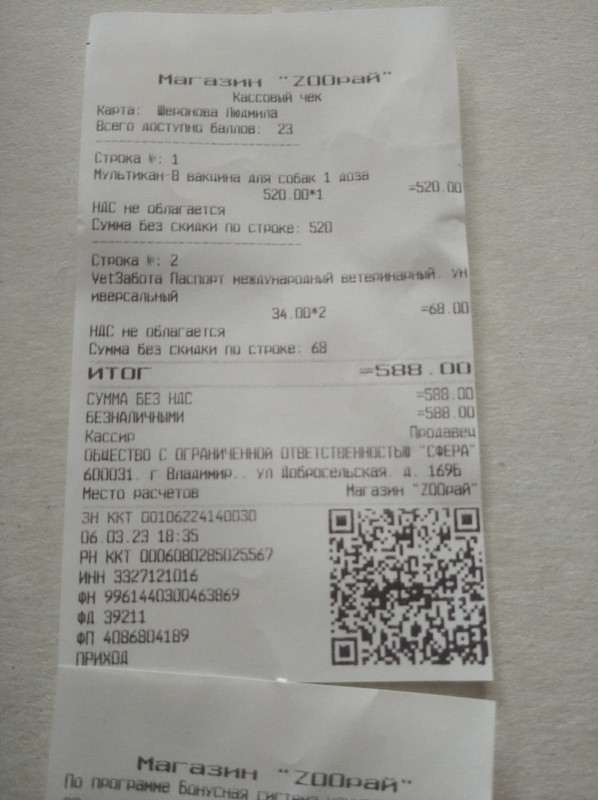 Магазин "ZOOрай"
Кассовый чек
Карта: Шеронова Людмила
Всего доступно баллов: 23
Строка №: 1
Мультикан-8 вакцина для собак 1 доза
520.00*1 =520.00
НДС не облагается
Сумма без скидки по строке: 520
Строка №: 2
VetЗабота Паспорт международный ветеринарный. Ун
иверсальный
34.00*2 =68.00
НДС не облагается
Сумма без скидки по строке: 68
ИТОГ =588.00
СУММА БЕЗ НДС =588.00
БЕЗНАЛИЧНЫМИ =588.00
Кассир Продавец
ОБЩЕСТВО С ОГРАНИЧЕННОЙ ОТВЕТСТВЕННОСТЬЮ "СФЕРА"
600031. г Владимир.. ул Добросельская. д. 169Б
Место расчетов Магазин "ZOOрай"
ЗН ККТ 00106224140030
06.03.23 18:35
РН ККТ 0006080285025567
ИНН 3327121016
ФН 9961440300463869
ФД 39211
ФП 4086804189
ПРИХОД
Магазин "ZOOрай"
По программе Бонусная система